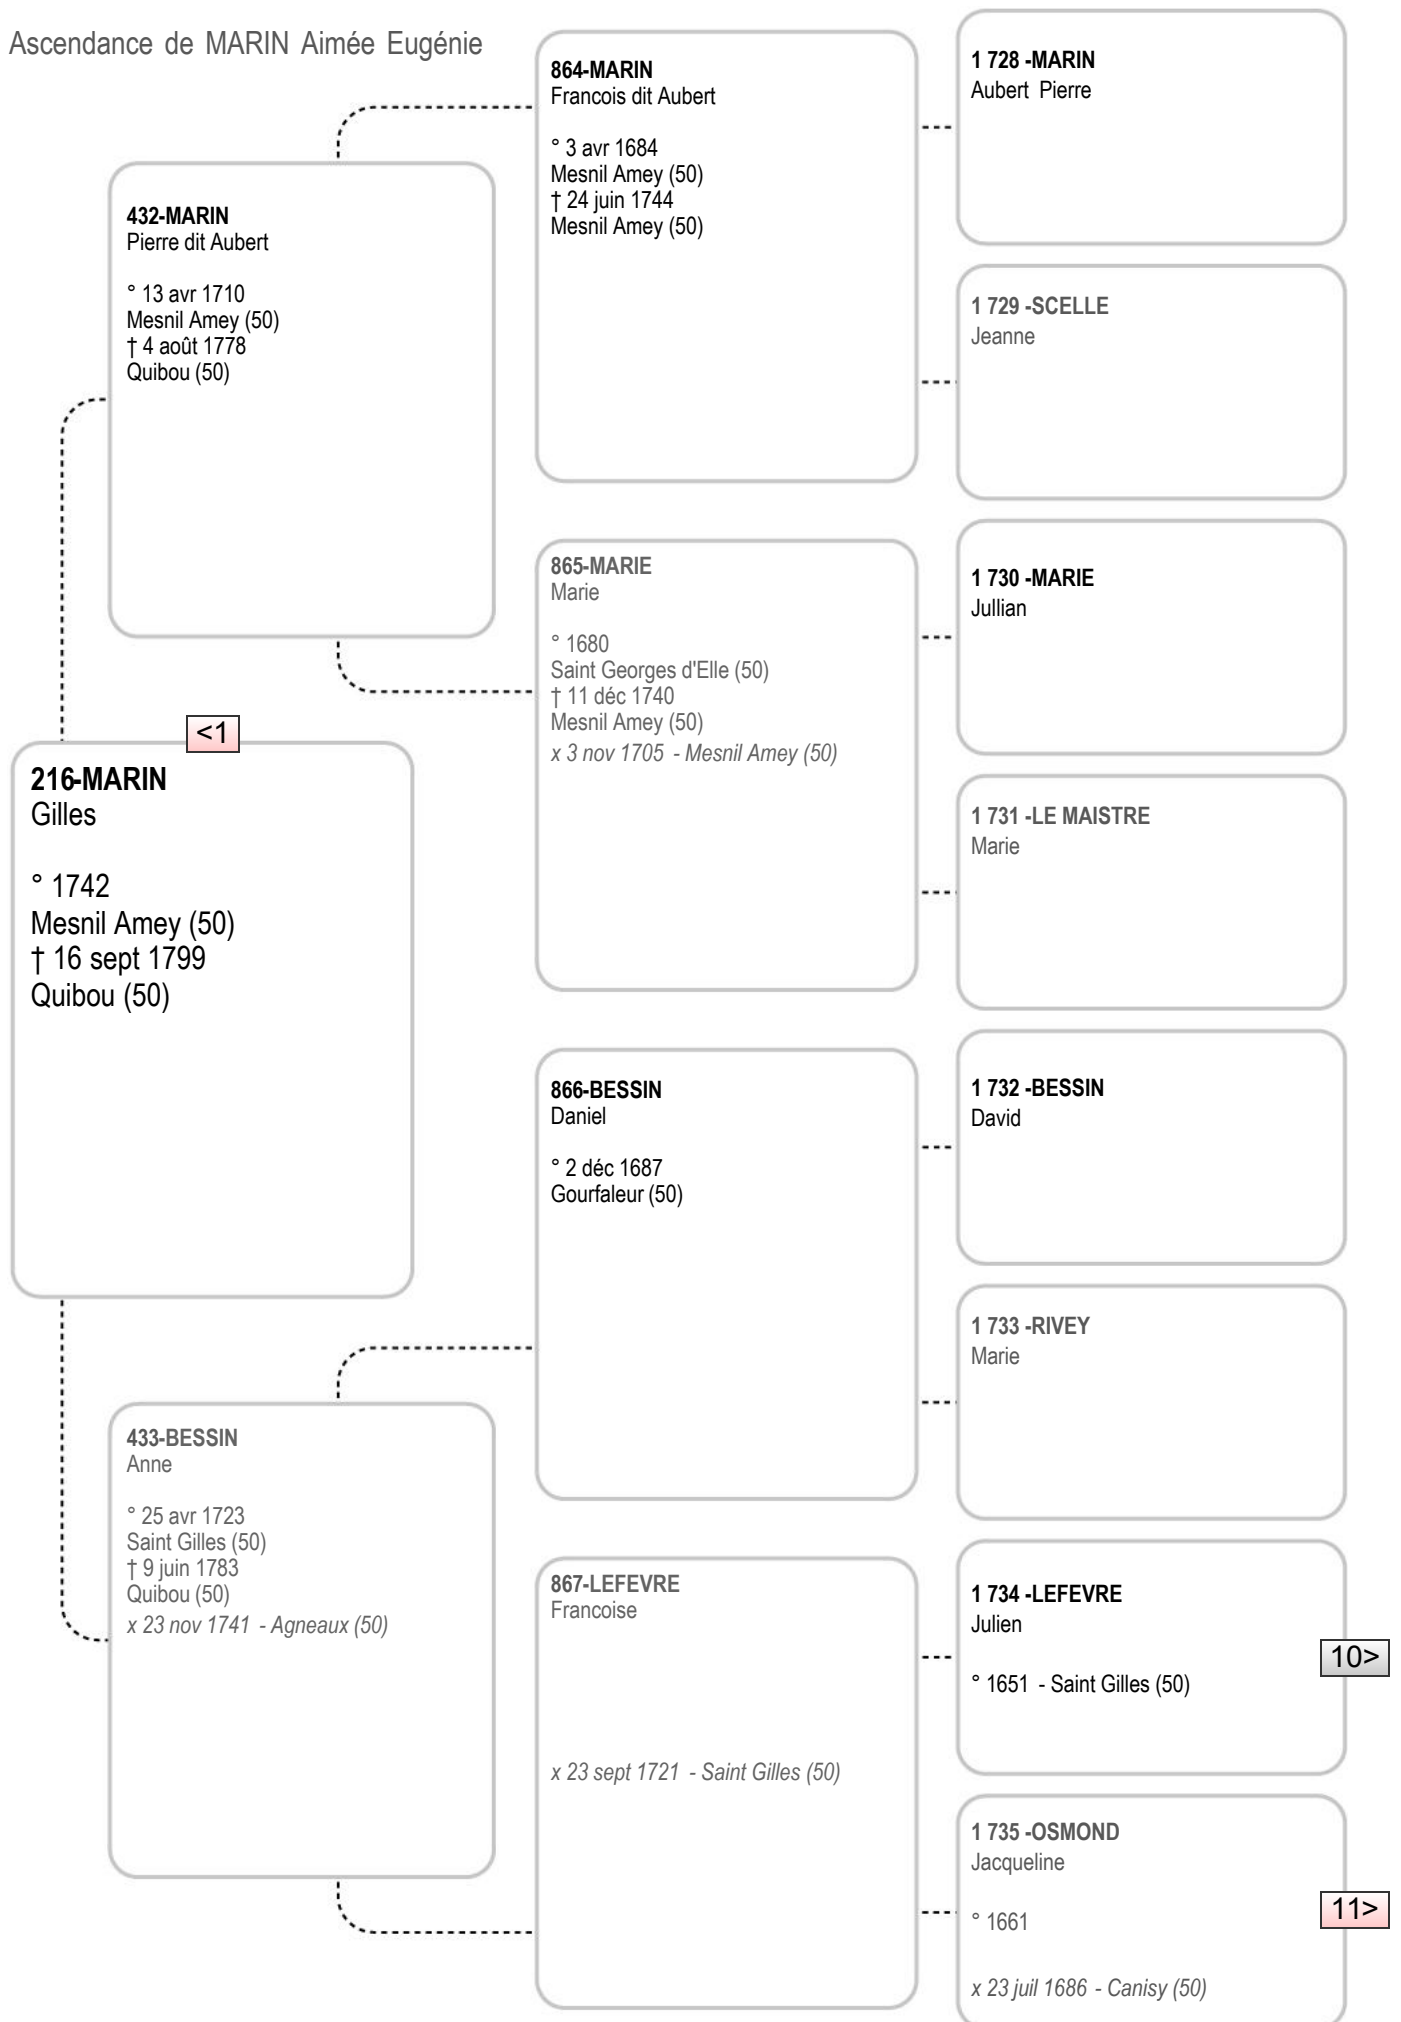 Ascendance de MARIN Aimée Eugénie
864-MARIN
Francois dit Aubert
° 3 avr 1684
Mesnil Amey (50)
† 24 juin 1744
Mesnil Amey (50)
1 728 -MARIN
Aubert Pierre
432-MARIN
Pierre dit Aubert
° 13 avr 1710
Mesnil Amey (50)
† 4 août 1778
Quibou (50)
1 729 -SCELLE
Jeanne
865-MARIE
Marie
° 1680
Saint Georges d'Elle (50)
† 11 déc 1740
Mesnil Amey (50)
x 3 nov 1705 - Mesnil Amey (50)
1 730 -MARIE
Jullian
<1
216-MARIN
Gilles
° 1742
Mesnil Amey (50)
† 16 sept 1799
Quibou (50)
1 731 -LE MAISTRE
Marie
866-BESSIN
Daniel
° 2 déc 1687
Gourfaleur (50)
1 732 -BESSIN
David
1 733 -RIVEY
Marie
433-BESSIN
Anne
° 25 avr 1723
Saint Gilles (50)
† 9 juin 1783
Quibou (50)
x 23 nov 1741 - Agneaux (50)
867-LEFEVRE
Francoise
x 23 sept 1721 - Saint Gilles (50)
1 734 -LEFEVRE
Julien
° 1651 - Saint Gilles (50)
10>
1 735 -OSMOND
Jacqueline
° 1661
x 23 juil 1686 - Canisy (50)
11>